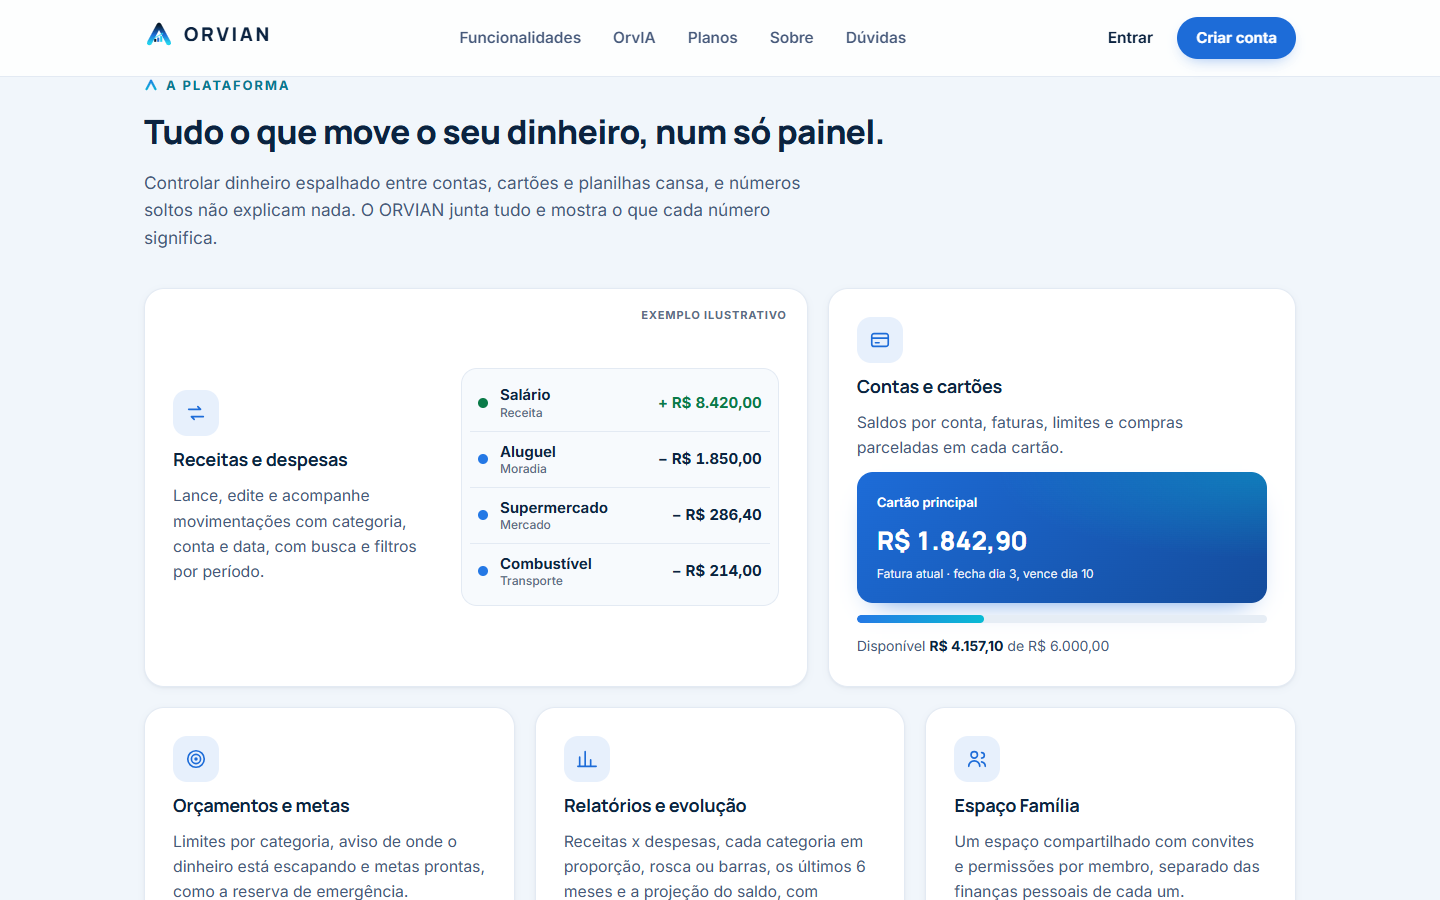 ORVIAN
Funcionalidades
OrvIA
Planos
Sobre
Dúvidas
Entrar
Criar conta
A PLATAFORMA
Tudo o que move o seu dinheiro, num só painel.
Controlar dinheiro espalhado entre contas, cartões e planilhas cansa, e números
soltos não explicam nada. O ORVIAN junta tudo e mostra o que cada número
significa.
EXEMPLO ILUSTRATIVO
Receitas e despesas
Lance, edite e acompanhe
movimentações com categoria,
conta e data, com busca e filtros
por período.
Salário
Receita
+ R$ 8.420,00
Aluguel
Moradia
– R$ 1.850,00
Supermercado
Mercado
– R$ 286,40
Combustível
Transporte
– R$ 214,00
Contas e cartões
Saldos por conta, faturas, limites e compras
parceladas em cada cartão.
Cartão principal
R$ 1.842,90
Fatura atual · fecha dia 3, vence dia 10
Disponível R$ 4.157,10 de R$ 6.000,00
Orçamentos e metas
Limites por categoria, aviso de onde o
dinheiro está escapando e metas prontas,
como a reserva de emergência.
Relatórios e evolução
Receitas x despesas, cada categoria em
proporção, rosca ou barras, os últimos 6
meses e a projeção do saldo, com
Espaço Família
Um espaço compartilhado com convites
e permissões por membro, separado das
finanças pessoais de cada um.